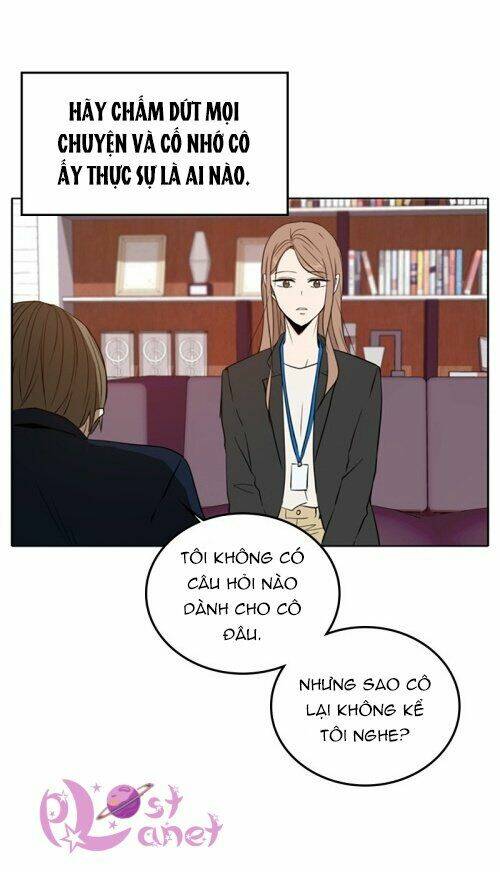 HÀY CHẤM DỨT MỌI
CHUYỆN VÀ CỐ NHỚ CÔ
ẤY THỰC SỰ LÀ AI NÀO.
TÔI KHÔNG CÓ
CÂU HỎI NÀO
DÀNH CHO CÔ
ĐÂU.
NHƯNG SAO CÔ
LẠI KHÔNG KỂ
TÔI NGHE?
Lost
Planet